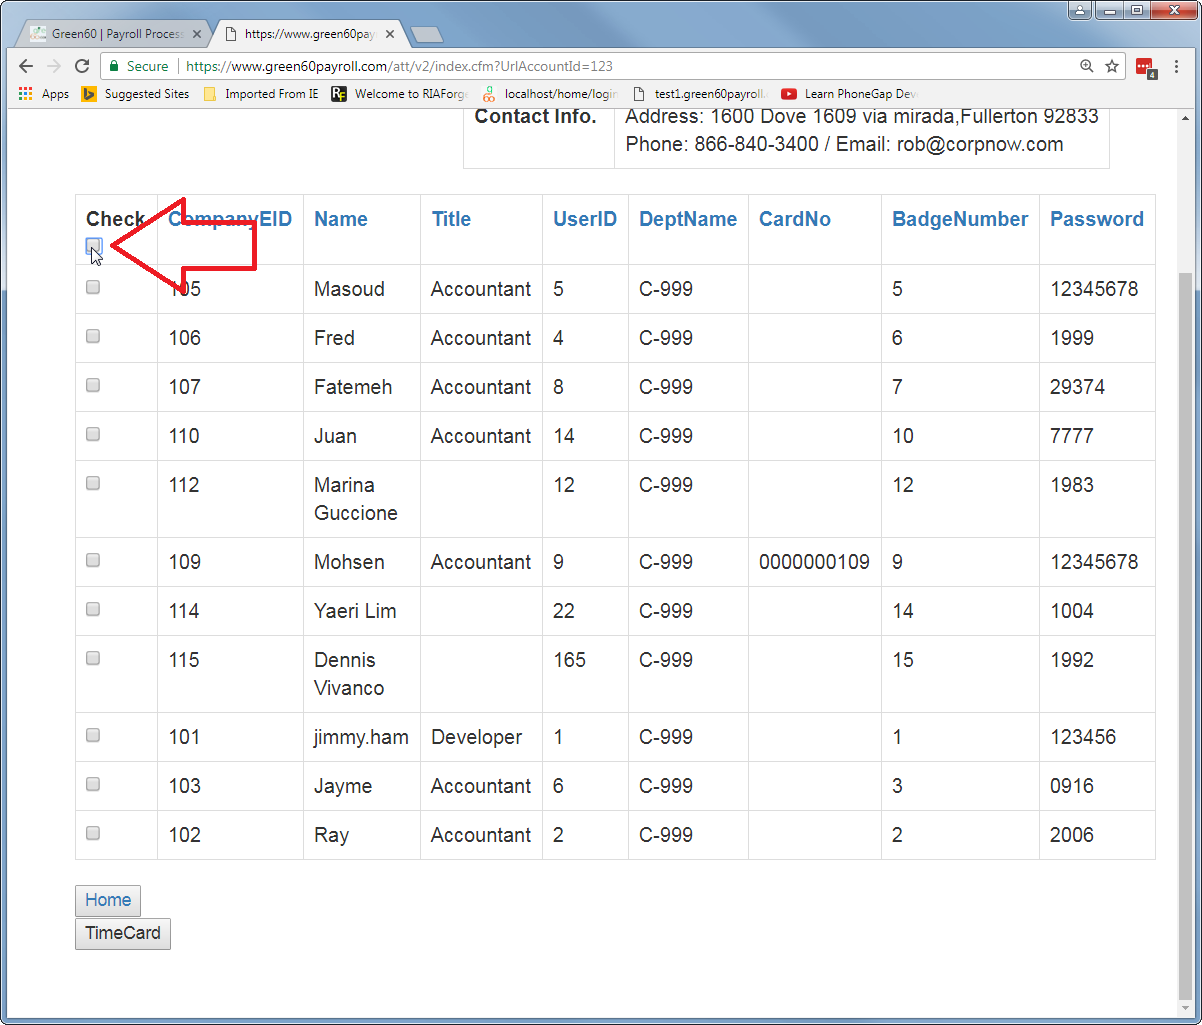 Green60 | Payroll Process
https://www.green60pay
Secure
https://www.green60payroll.com/att/v2/index.cfm?UrlAccountId=123
4
Apps
Suggested Sites
Imported From IE
RF
Welcome to RIAForge
localhost/home/login
test1.green60payroll.
Learn PhoneGap Dev
Contact Info.
Address: 1600 Dove 1609 via mirada,Fullerton 92833
Phone: 866-840-3400 / Email: rob@corpnow.com
Check CompanyEID Name Title UserID DeptName CardNo BadgeNumber Password
105 Masoud Accountant 5 C-999 5 12345678
106 Fred Accountant 4 C-999 6 1999
107 Fatemeh Accountant 8 C-999 7 29374
110 Juan Accountant 14 C-999 10 7777
112 Marina Guccione 12 C-999 12 1983
109 Mohsen Accountant 9 C-999 0000000109 9 12345678
114 Yaeri Lim 22 C-999 14 1004
115 Dennis Vivanco 165 C-999 15 1992
101 jimmy.ham Developer 1 C-999 1 123456
103 Jayme Accountant 6 C-999 3 0916
102 Ray Accountant 2 C-999 2 2006
Home
TimeCard